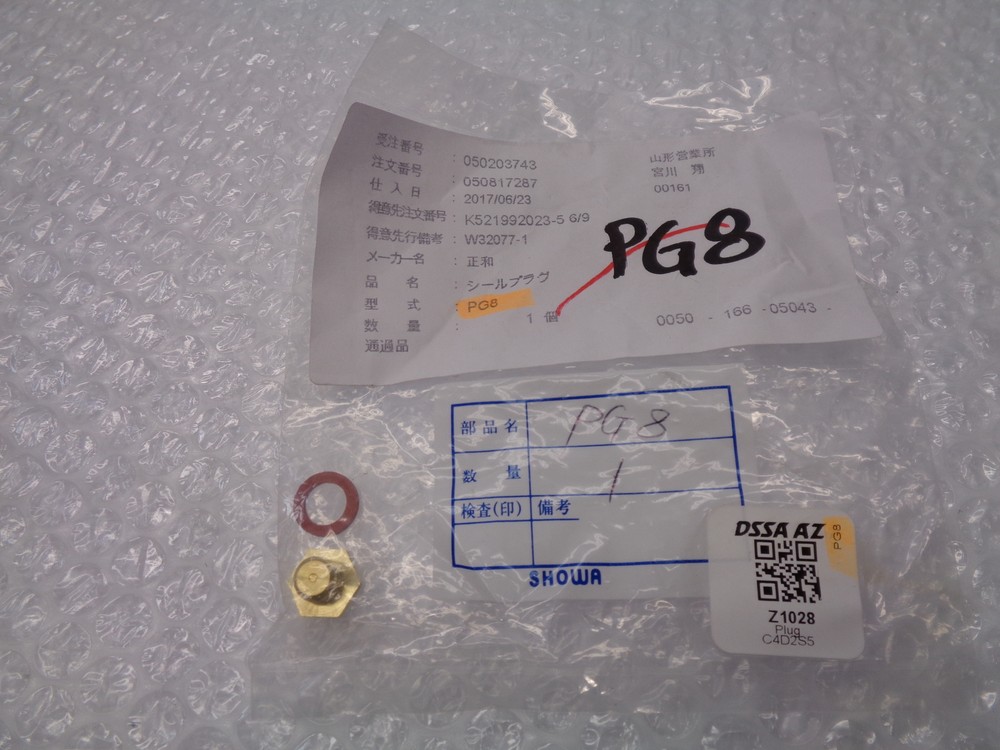 受注番号 : 050203743
注文番号 : 050817287
仕入日 : 2017/06/23
得意先注文番号 : K521992023-5 6/9
得意先行備考 : W32077-1
メーカー名 : 正和
品名 : シールプラグ
型式 : PG8
数量 : 1 個
通過品
山形営業所
宮川 翔
00161
PG8
0050 - 166 -05043 -
部品名 PG8
数量 1
検査(印) 備考
SHOWA
DSSA AZ
PG8
Z1028
Plug
C4D2S5